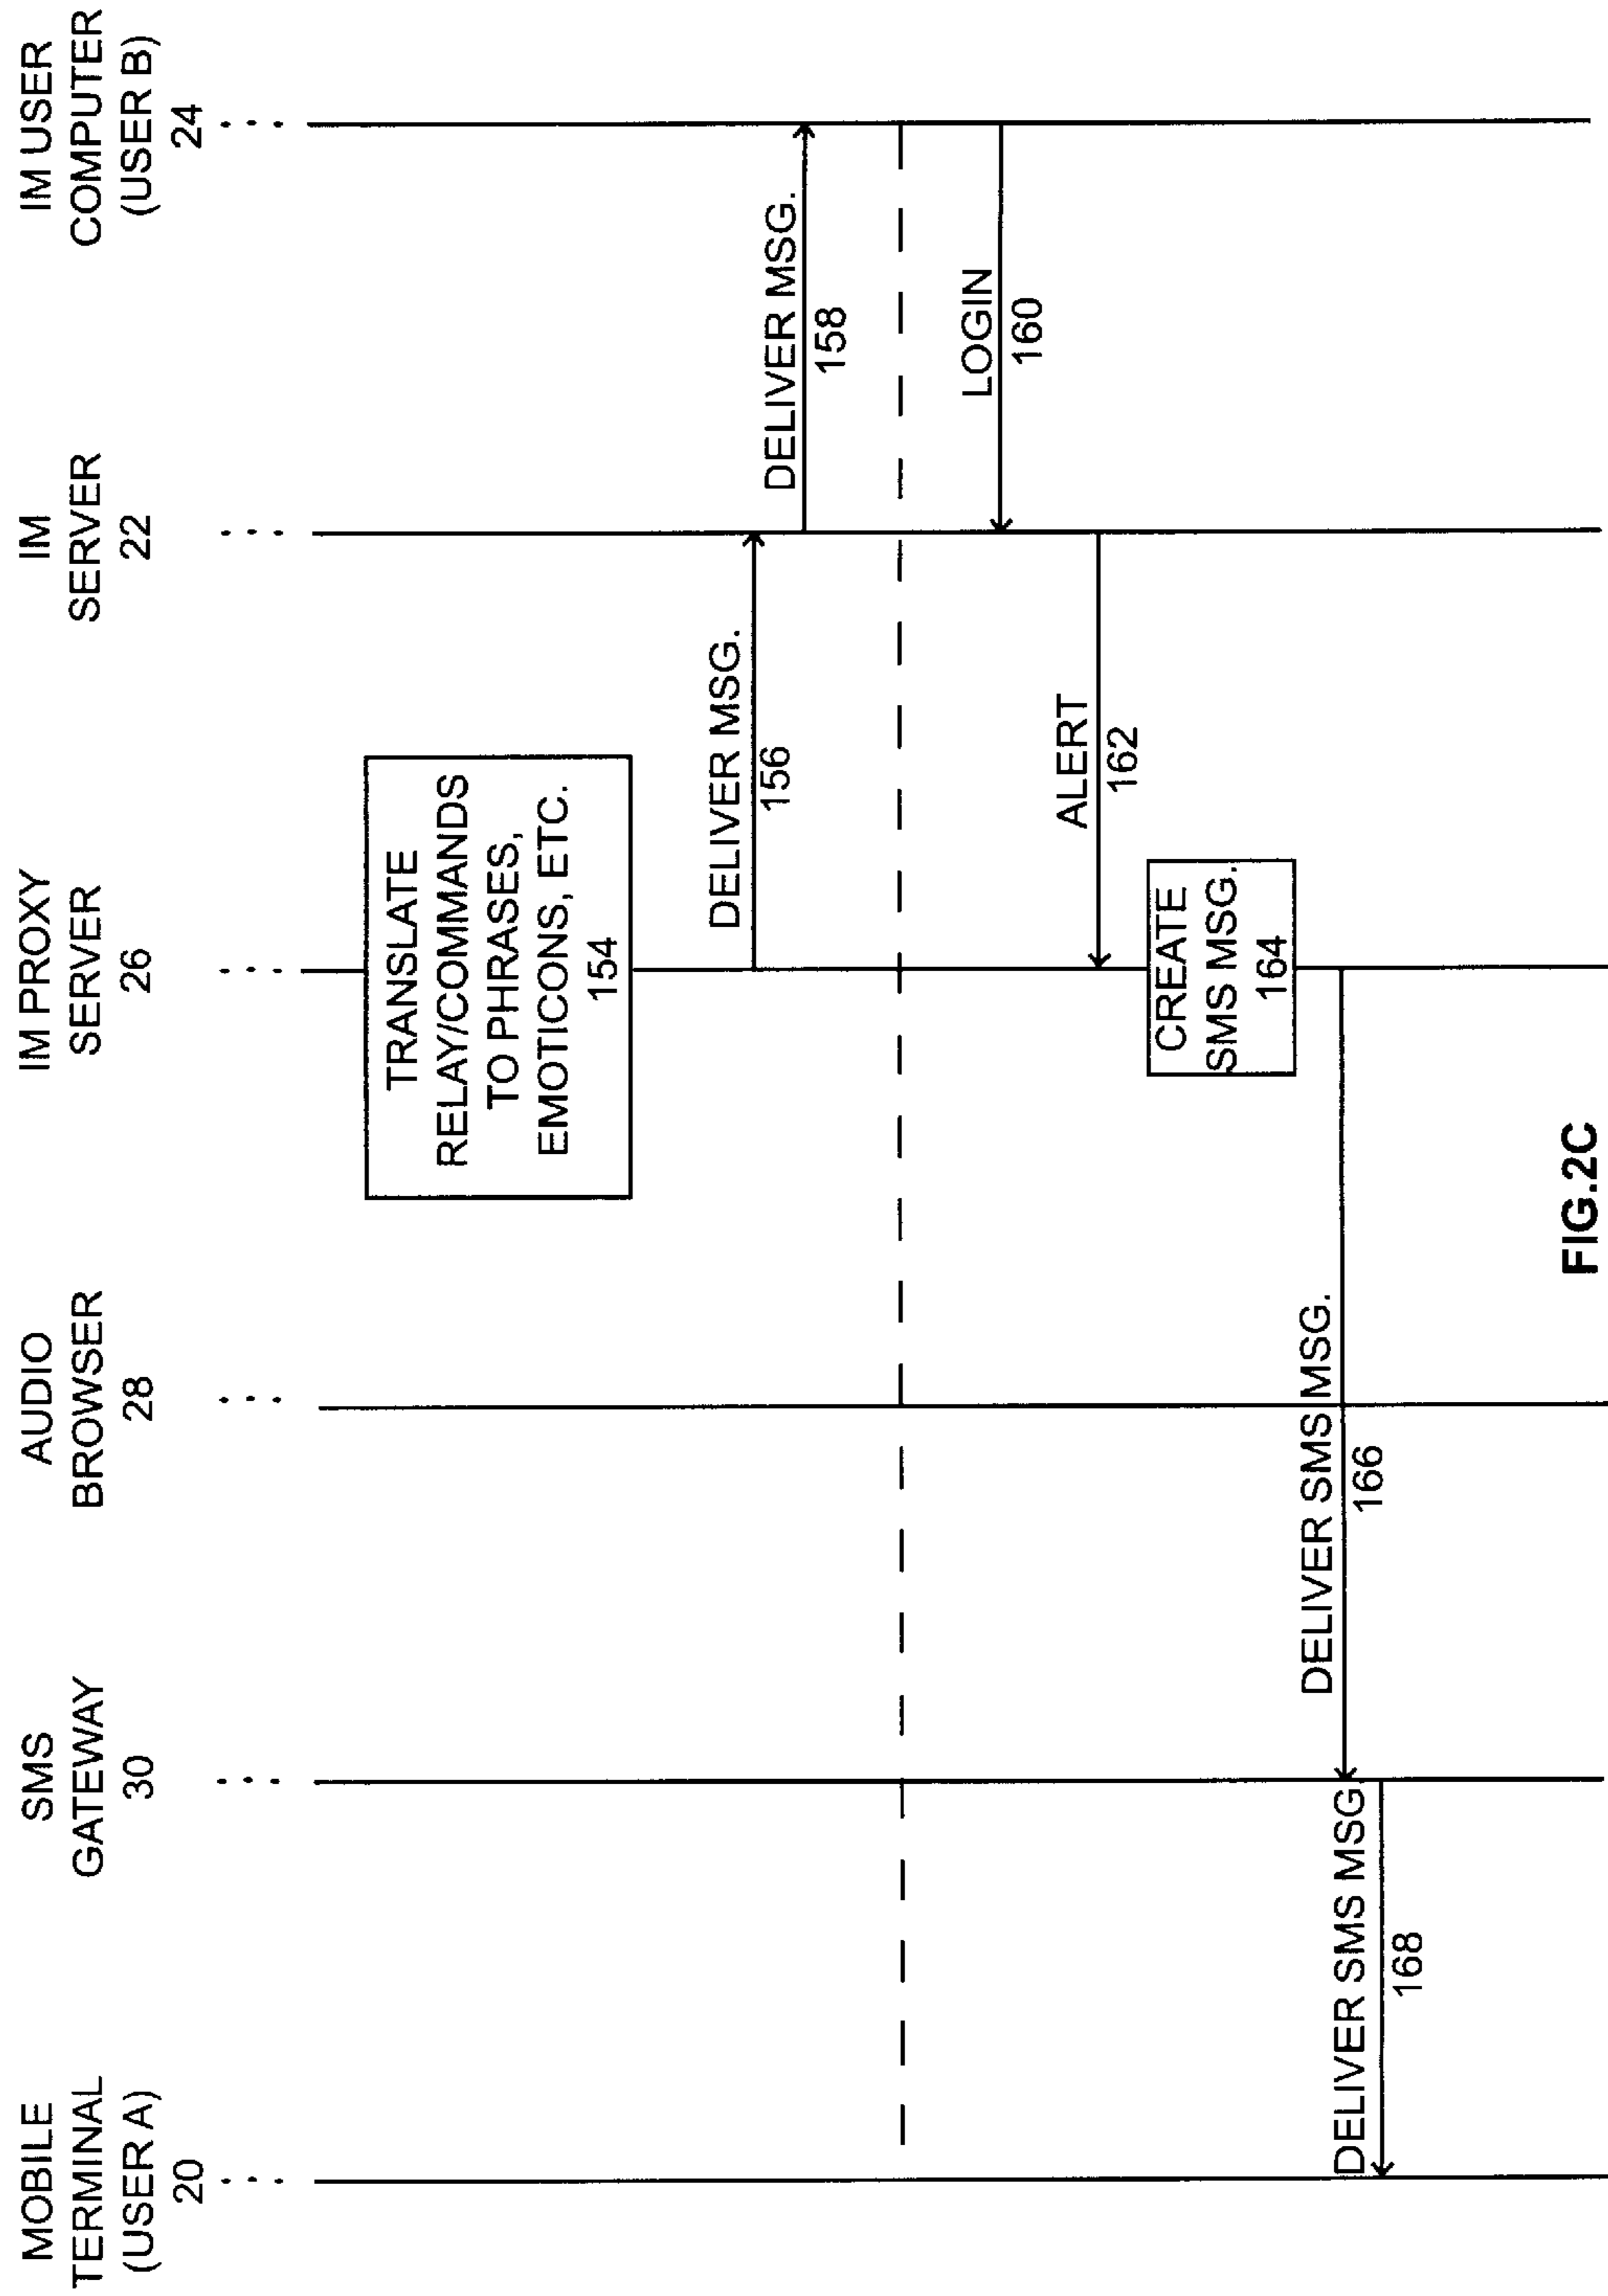 MOBILE
TERMINAL
(USER A)
20
SMS
GATEWAY
30
AUDIO
BROWSER
28
IM PROXY
SERVER
26
IM
SERVER
22
IM USER
COMPUTER
(USER B)
24
TRANSLATE
RELAY/COMMANDS
TO PHRASES,
EMOTICONS, ETC.
154
DELIVER MSG.
156
DELIVER MSG.
158
LOGIN
160
ALERT
162
CREATE
SMS MSG.
164
DELIVER SMS MSG.
166
DELIVER SMS MSG
168
FIG.2C